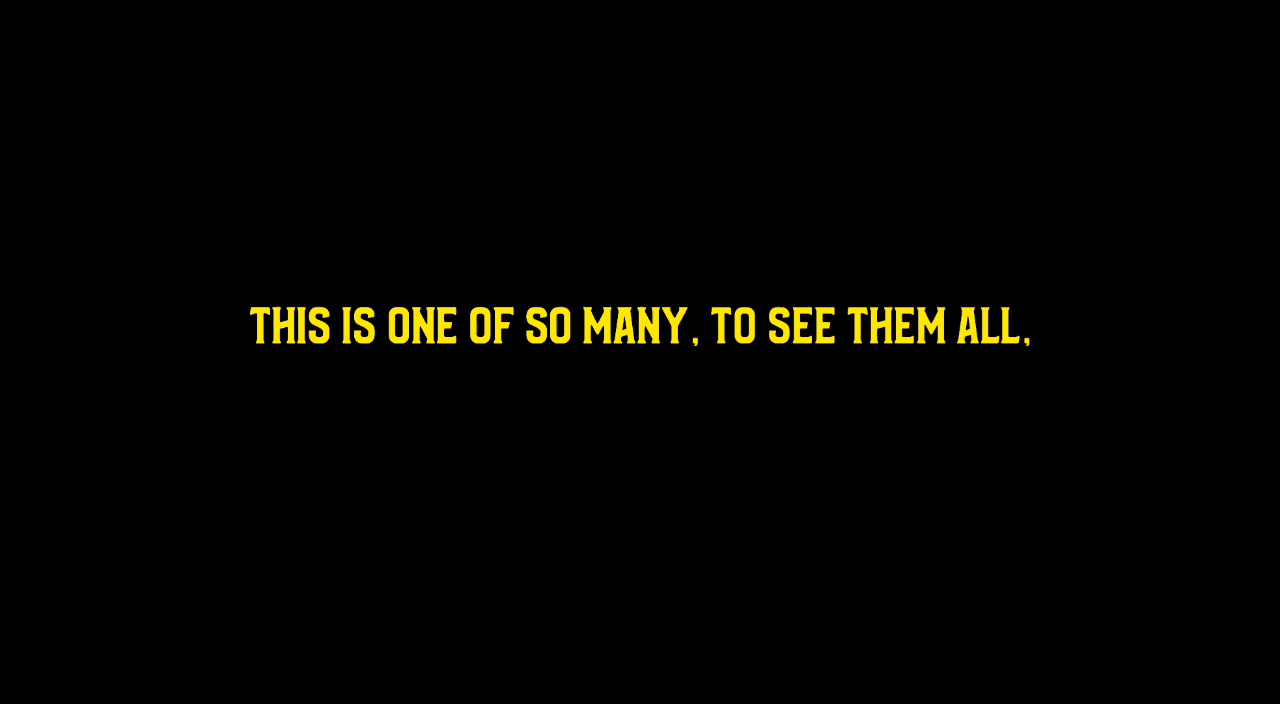 THIS IS ONE OF SO MANY, TO SEE THEM ALL,